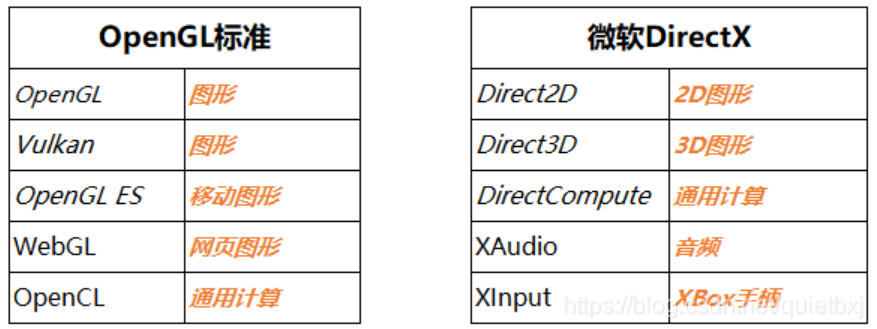 OpenGL标准
OpenGL 图形
Vulkan 图形
OpenGL ES 移动图形
WebGL 网页图形
OpenCL 通用计算
微软DirectX
Direct2D 2D图形
Direct3D 3D图形
DirectCompute 通用计算
XAudio 音频
XInput XBox手柄
https://blog.csdn.net/quietbxj